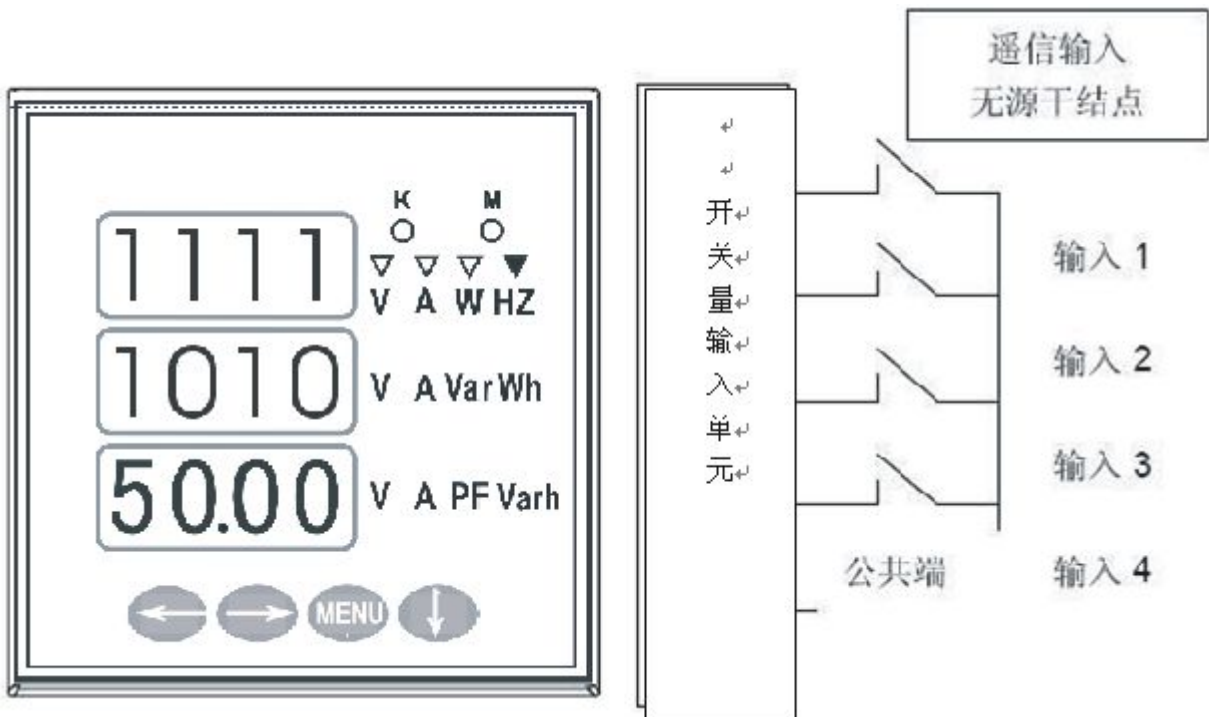 遥信输入
无源干结点
K M
1111
V A W HZ
1010
V A Var Wh
50.00
V A PF Varh
MENU
开
关
量
输
入
单
元
输入 1
输入 2
输入 3
公共端 输入 4